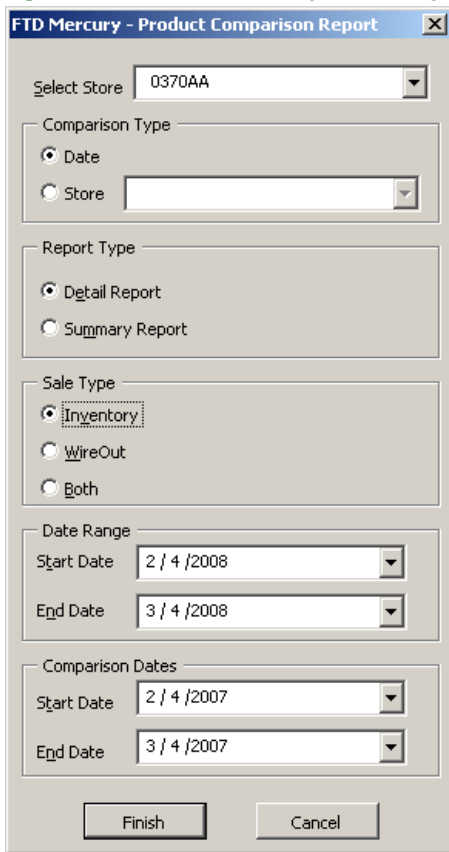 FTD Mercury - Product Comparison Report
Select Store 0370AA
Comparison Type
Date
Store
Report Type
Detail Report
Summary Report
Sale Type
Inventory
WireOut
Both
Date Range
Start Date 2 / 4 /2008
End Date 3 / 4 /2008
Comparison Dates
Start Date 2 / 4 /2007
End Date 3 / 4 /2007
Finish Cancel